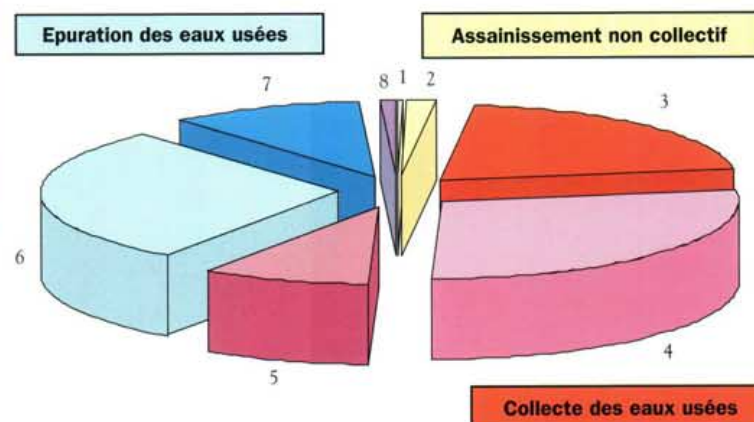 Epuration des eaux usées
Assainissement non collectif
7
8
1
2
3
6
5
4
Collecte des eaux usées